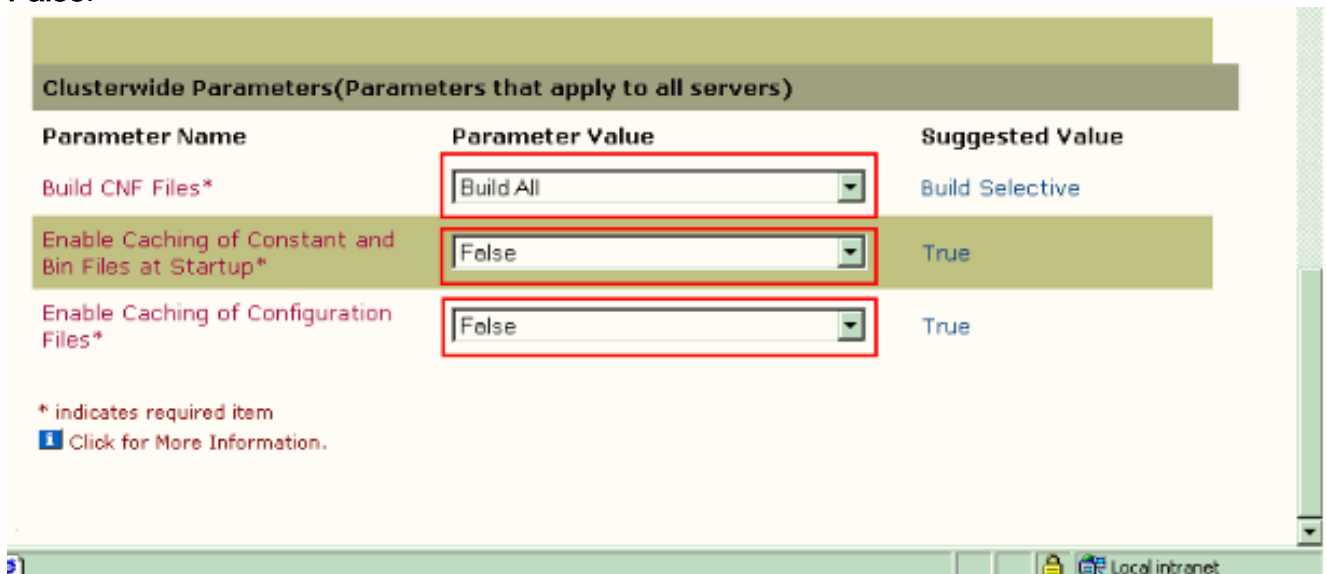 False.
Clusterwide Parameters(Parameters that apply to all servers)
Parameter Name Parameter Value Suggested Value
Build CNF Files* Build All Build Selective
Enable Caching of Constant and
Bin Files at Startup* False True
Enable Caching of Configuration
Files* False True
* indicates required item
Click for More Information.
Local intranet